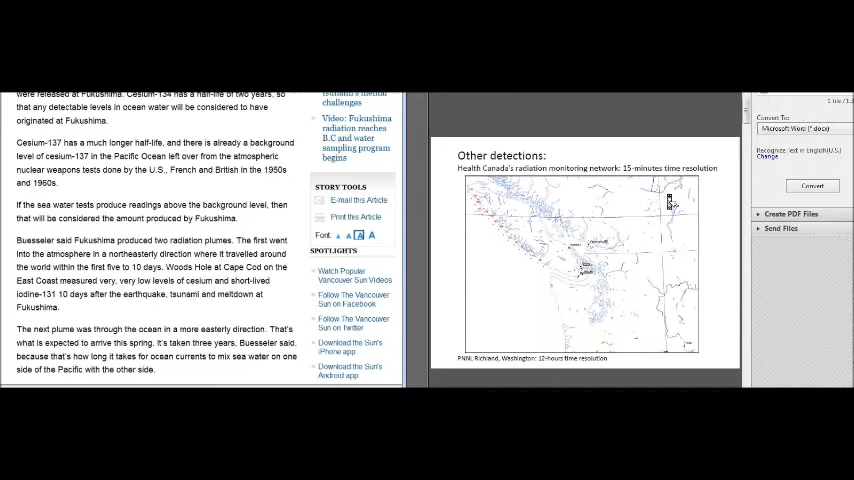 were released at Fukushima. Cesium-134 has a half-life of two years, so
that any detectable levels in ocean water will be considered to have
originated at Fukushima.
Cesium-137 has a much longer half-life, and there is already a background
level of cesium-137 in the Pacific Ocean left over from the atmospheric
nuclear weapons tests done by the U.S., French and British in the 1950s
and 1960s.
If the sea water tests produce readings above the background level, then
that will be considered the amount produced by Fukushima.
Buesseler said Fukushima produced two radiation plumes. The first went
into the atmosphere in a northeasterly direction where it travelled around
the world within the first five to 10 days. Woods Hole at Cape Cod on the
East Coast measured very, very low levels of cesium and short-lived
iodine-131 10 days after the earthquake, tsunami and meltdown at
Fukushima.
The next plume was through the ocean in a more easterly direction. That's
what is expected to arrive this spring. It's taken three years, Buesseler said,
because that's how long it takes for ocean currents to mix sea water on one
side of the Pacific with the other side.
tsunami's mental
challenges
Video: Fukushima
radiation reaches
B.C and water
sampling program
begins
STORY TOOLS
E-mail this Article
Print this Article
Font: A A A A
SPOTLIGHTS
Watch Popular
Vancouver Sun Videos
Follow The Vancouver
Sun on Facebook
Follow The Vancouver
Sun on Twitter
Download the Sun's
iPhone app
Download the Sun's
Android app
Other detections:
Health Canada's radiation monitoring network: 15-minutes time resolution
PNNL Richland, Washington: 12-hours time resolution
1 file / 1.3
Convert To:
Microsoft Word (*.docx)
Recognize Text in English(U.S.)
Change
Convert
Create PDF Files
Send Files